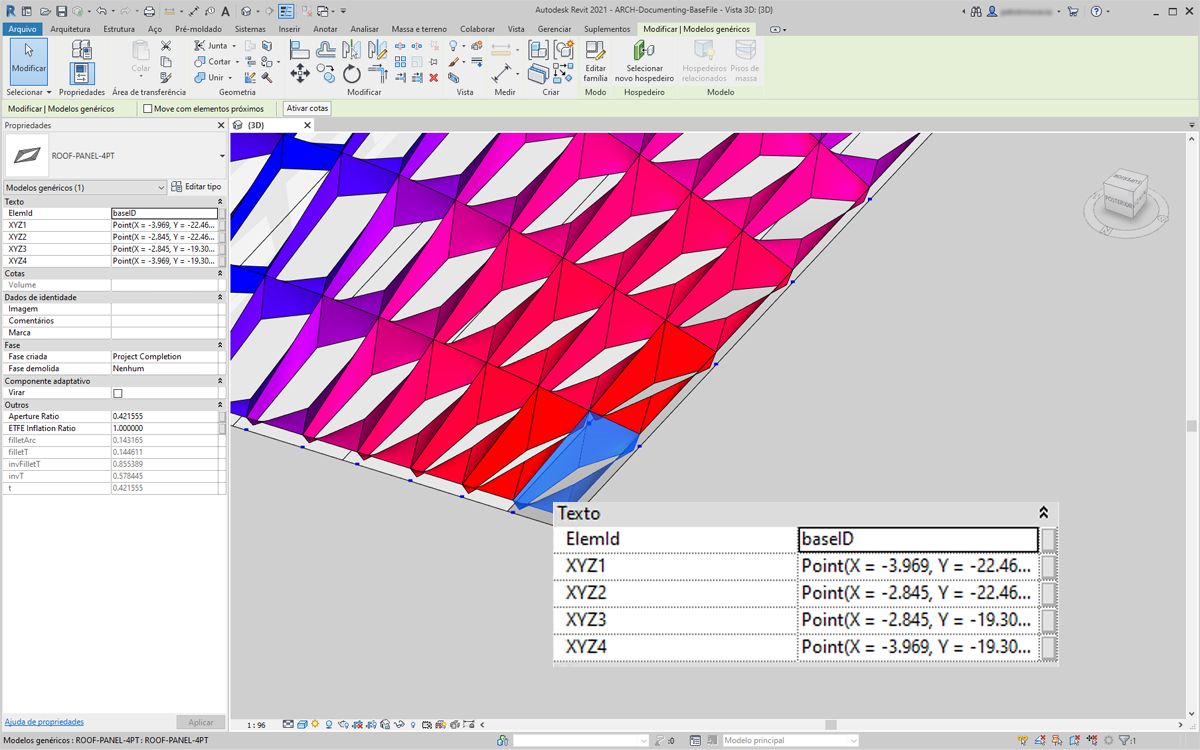 Autodesk Revit 2021 - ARCH-Documenting-BaseFile - Vista 3D: {3D}
Arquivo Arquitetura Estrutura Aço Pré-moldado Sistemas Inserir Anotar Analisar Massa e terreno Colaborar Vista Gerenciar Suplementos Modificar | Modelos genéricos
Modificar
Colar
Junta
Cortar
Unir
Editar família
Selecionar novo hospedeiro
Hospedeiros relacionados
Pisos de massa
Selecionar Propriedades Área de transferência Geometria Modificar Vista Medir Criar Modo Hospedeiro Modelo
Modificar | Modelos genéricos Move com elementos próximos Ativar cotas
Propriedades
{3D}
ROOF-PANEL-4PT
Modelos genéricos (1) Editar tipo
Texto
ElemId baseID
XYZ1 Point(X = -3.969, Y = -22.46...
XYZ2 Point(X = -2.845, Y = -22.46...
XYZ3 Point(X = -2.845, Y = -19.30...
XYZ4 Point(X = -3.969, Y = -19.30...
Cotas
Volume
Dados de identidade
Imagem
Comentários
Marca
Fase
Fase criada Project Completion
Fase demolida Nenhum
Componente adaptativo
Virar
Outros
Aperture Ratio 0.421555
ETFE Inflation Ratio 1.000000
filletArc 0.143165
filletT 0.144611
invFilletT 0.855389
invT 0.578445
t 0.421555
POSTERIOR
N
Texto
ElemId baseID
XYZ1 Point(X = -3.969, Y = -22.46...
XYZ2 Point(X = -2.845, Y = -22.46...
XYZ3 Point(X = -2.845, Y = -19.30...
XYZ4 Point(X = -3.969, Y = -19.30...
Ajuda de propriedades Aplicar
1 : 96
Modelos genéricos : ROOF-PANEL-4PT: ROOF-PANEL-4PT :0 Modelo principal :1